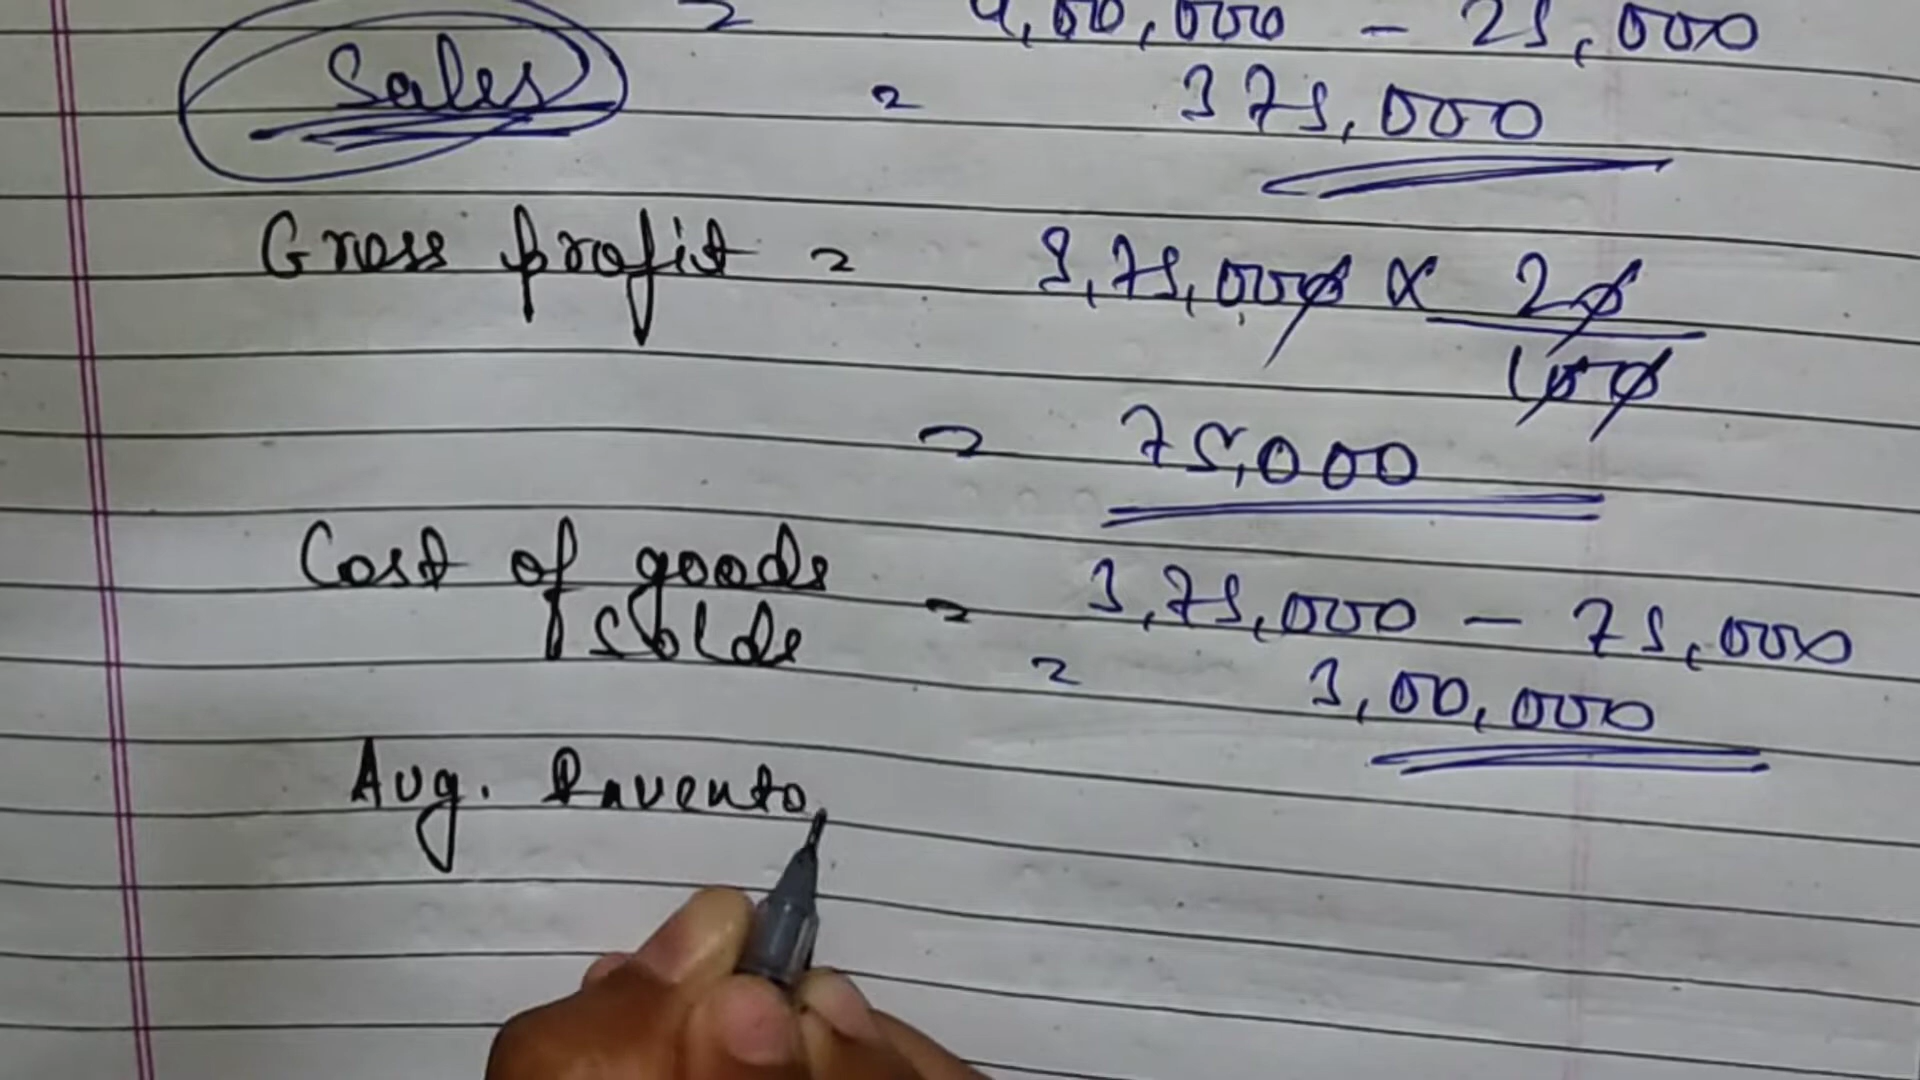 = 4,00,000 - 25,000
Sales = 375,000
Gross profit = 3,75,000 x 20
100
= 75,000
Cost of goods = 3,75,000 - 75,000
solds
= 3,00,000
Avg. Invento